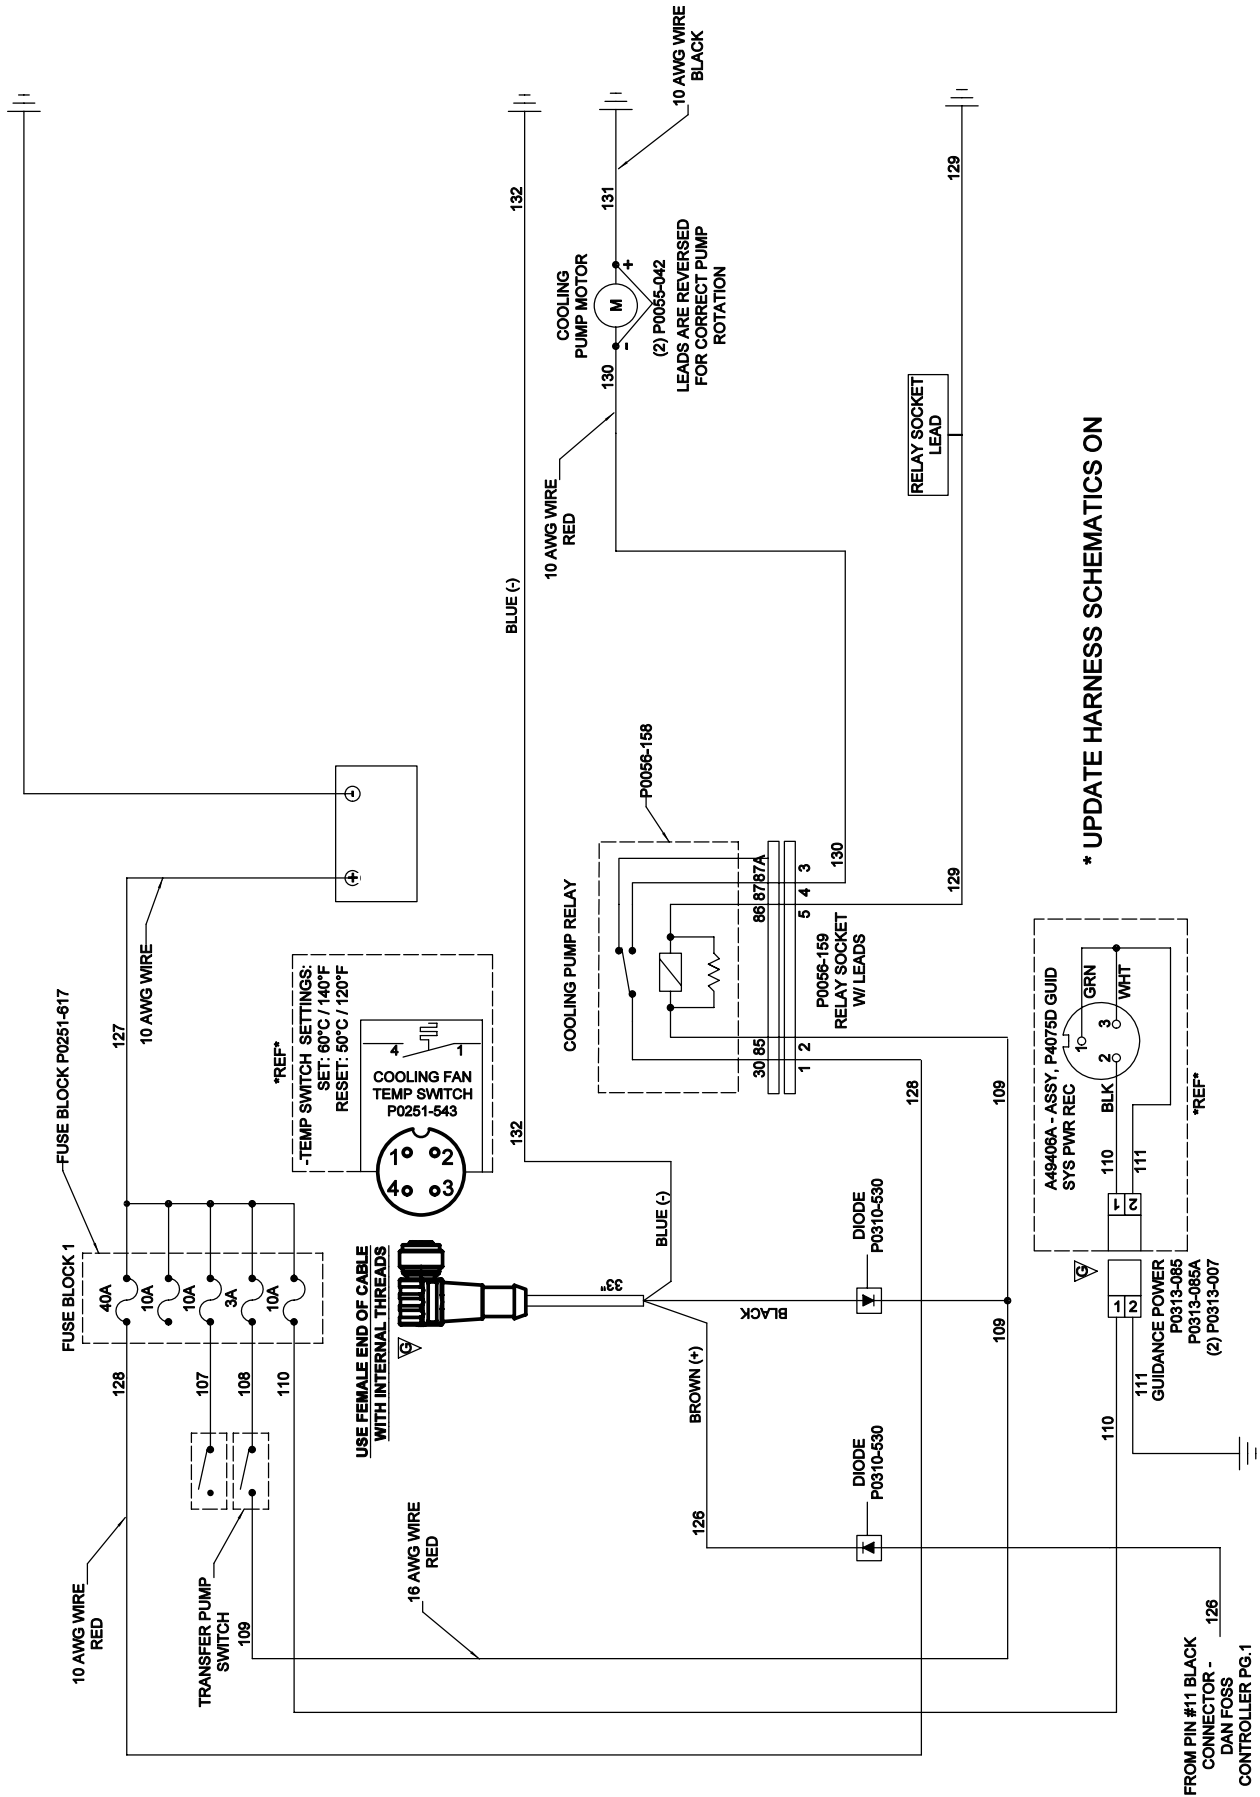 10 AWG WIRE
BLACK
132
131
129
COOLING
PUMP MOTOR
+
M
-
(2) P0055-042
LEADS ARE REVERSED
FOR CORRECT PUMP
ROTATION
130
10 AWG WIRE
RED
RELAY SOCKET
LEAD
BLUE (-)
* UPDATE HARNESS SCHEMATICS ON
-
+
127
10 AWG WIRE
FUSE BLOCK P0251-617
FUSE BLOCK 1
40A
10A
10A
3A
10A
128
107
108
110
10 AWG WIRE
RED
TRANSFER PUMP
SWITCH
109
16 AWG WIRE
RED
*REF*
-TEMP SWITCH SETTINGS:
SET: 60°C / 140°F
RESET: 50°C / 120°F
4
1
COOLING FAN
TEMP SWITCH
P0251-543
1
2
4
3
USE FEMALE END OF CABLE
WITH INTERNAL THREADS
G
33"
132
BLUE (-)
BROWN (+)
BLACK
126
DIODE
P0310-530
DIODE
P0310-530
COOLING PUMP RELAY
P0056-158
30
85
86
87
87A
1
2
5
4
3
P0056-159
RELAY SOCKET
W/ LEADS
130
129
128
109
109
A49406A - ASSY, P4075D GUID
SYS PWR REC
GRN
WHT
BLK
1
2
3
110
111
1
2
*REF*
G
1
2
GUIDANCE POWER
P0313-085
P0313-085A
(2) P0313-007
110
111
FROM PIN #11 BLACK
CONNECTOR -
DAN FOSS
CONTROLLER PG.1
126